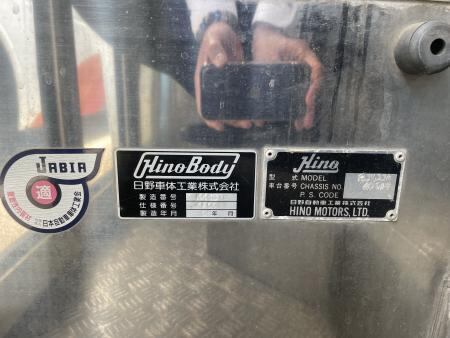 JABIA
適
日本自動車車体工業会
HinoBody
日野車体工業株式会社
製造番号
仕様番号
製造年月 年 月
Hino
型式 MODEL
車台番号 CHASSIS NO.
P. S. CODE
日野自動車工業株式会社
HINO MOTORS, LTD.